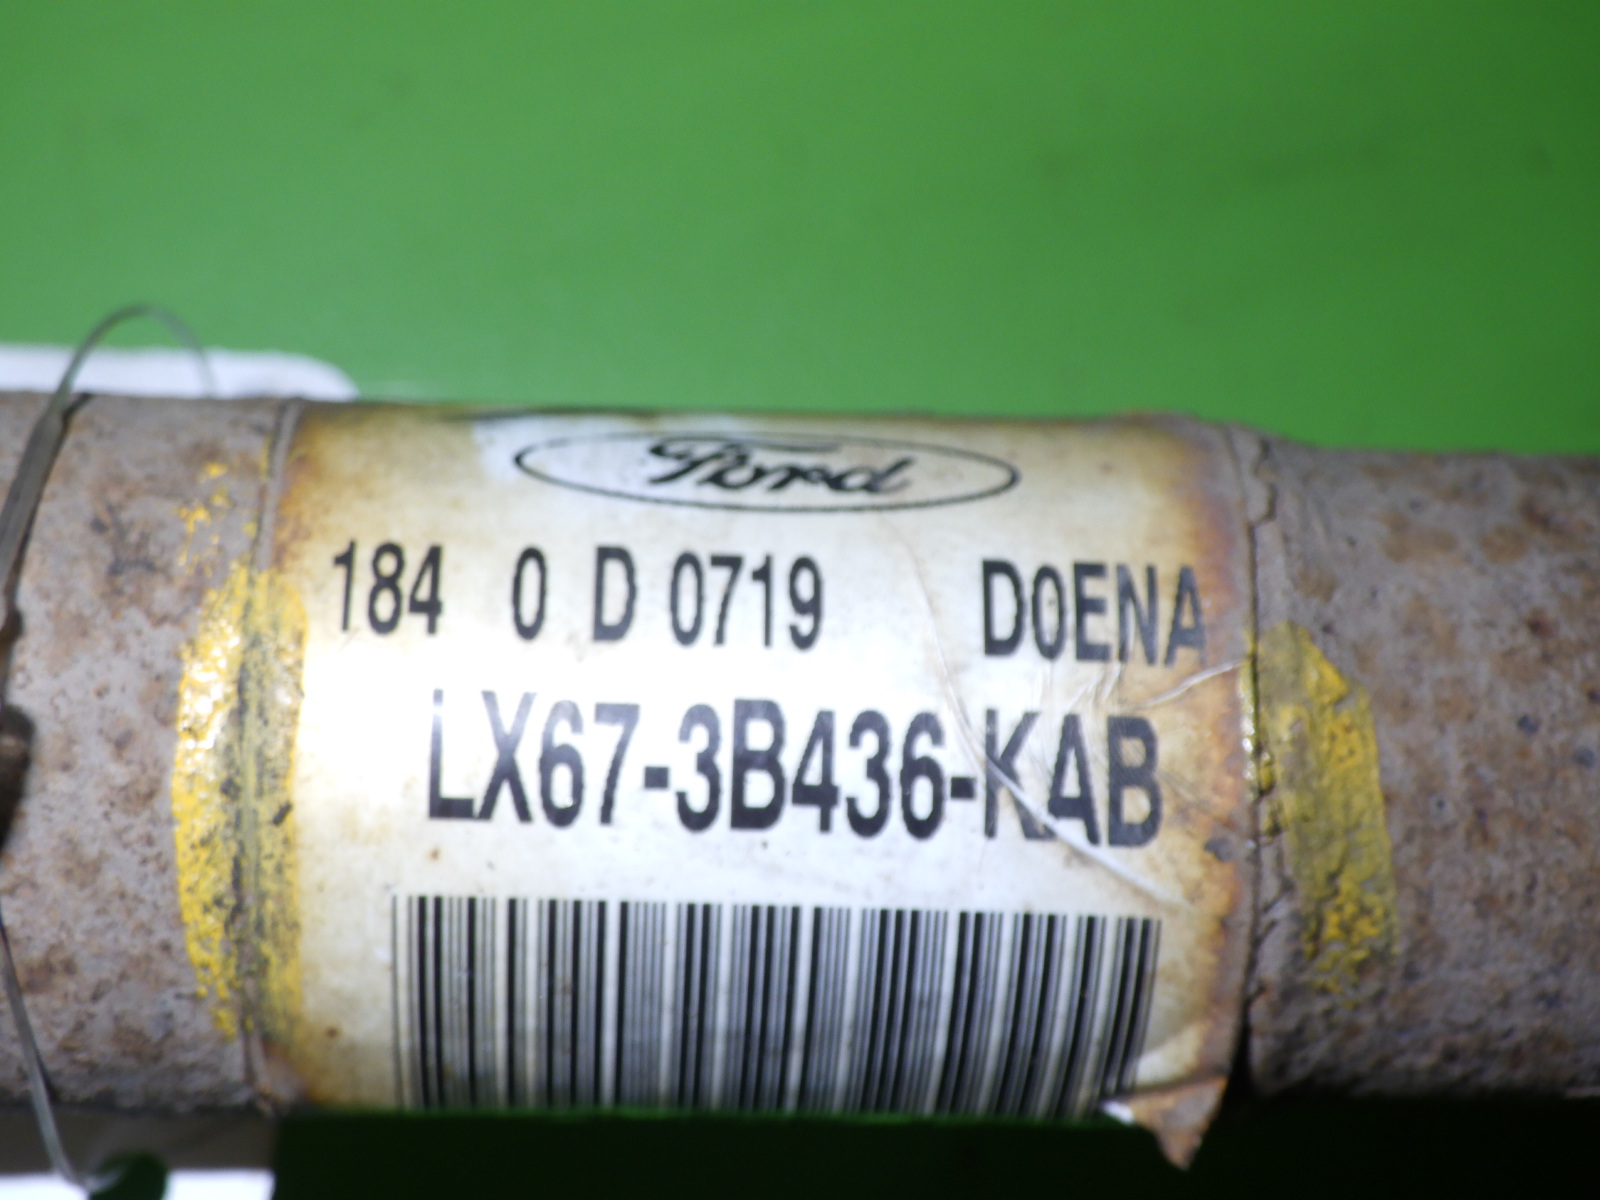 Ford
184 0 D 0719 D0ENA
LX67-3B436-KAB